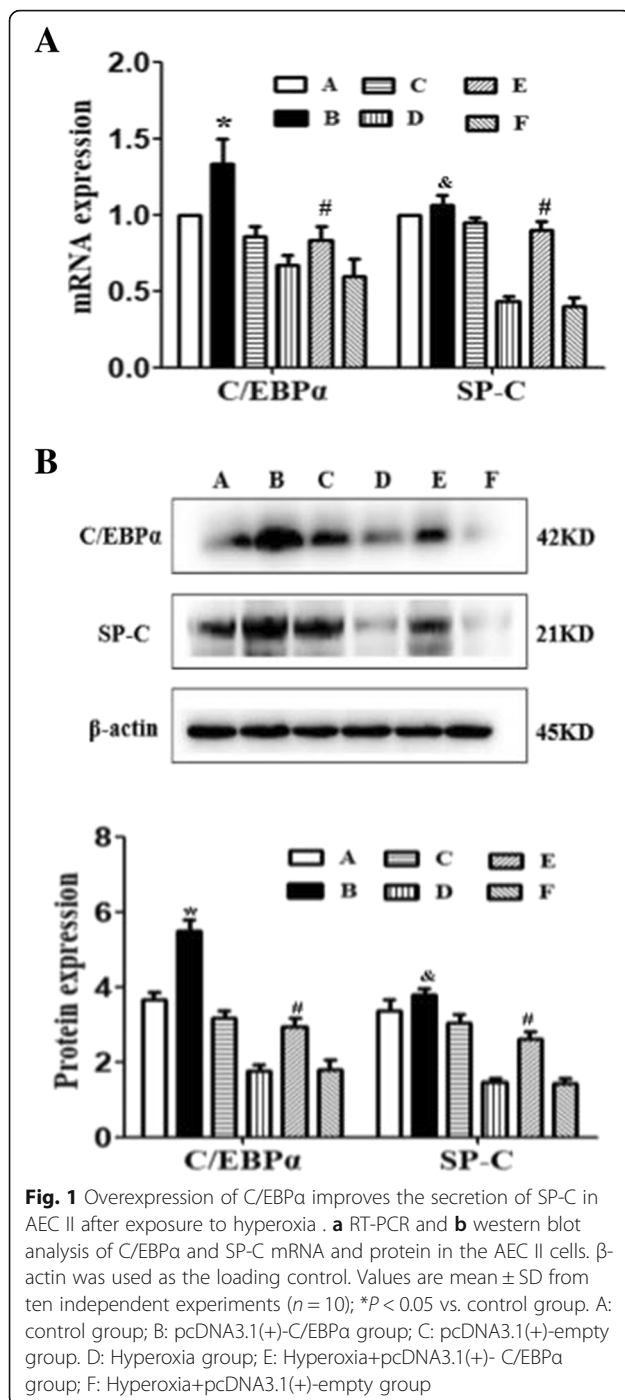 A
2.0
1.5
1.0
0.5
0.0
mRNA expression
A C E
B D F
* & # #
C/EBPα SP-C
B
A B C D E F
C/EBPα 42KD
SP-C 21KD
β-actin 45KD
8
6
4
2
0
Protein expression
A C E
B D F
* & # #
C/EBPα SP-C
Fig. 1 Overexpression of C/EBPα improves the secretion of SP-C in
AEC II after exposure to hyperoxia . a RT-PCR and b western blot
analysis of C/EBPα and SP-C mRNA and protein in the AEC II cells. β-
actin was used as the loading control. Values are mean ± SD from
ten independent experiments (n = 10); *P < 0.05 vs. control group. A:
control group; B: pcDNA3.1(+)-C/EBPα group; C: pcDNA3.1(+)-empty
group. D: Hyperoxia group; E: Hyperoxia+pcDNA3.1(+)- C/EBPα
group; F: Hyperoxia+pcDNA3.1(+)-empty group